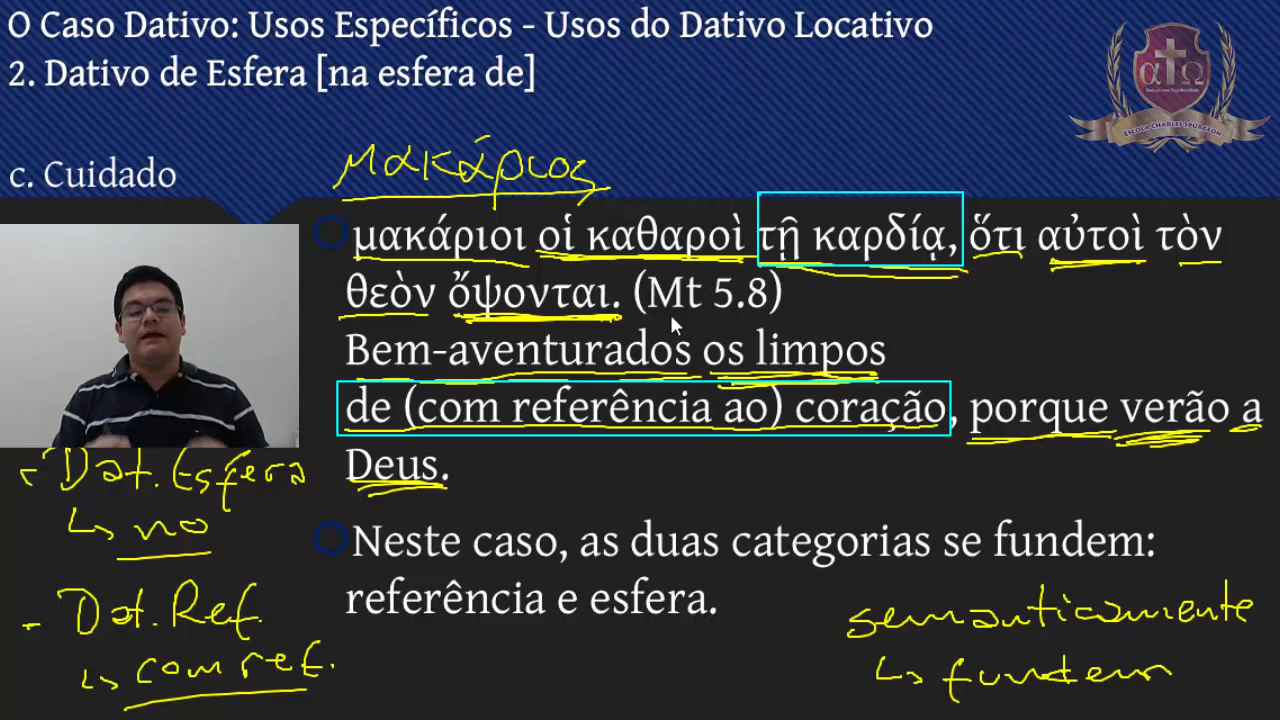 O Caso Dativo: Usos Específicos - Usos do Dativo Locativo
2. Dativo de Esfera [na esfera de]
α Ω
ESCOLA CHARLES SPURGEON
c. Cuidado
μακάριος
μακάριοι οἱ καθαροὶ τῇ καρδίᾳ, ὅτι αὐτοὶ τὸν
θεὸν ὄψονται. (Mt 5.8)
Bem-aventurados os limpos
de (com referência ao) coração, porque verão a
Deus.
Neste caso, as duas categorias se fundem:
referência e esfera.
- Dat. Esfera
↳ no
- Dat. Ref.
↳ com ref.
semanticamente
↳ fundem